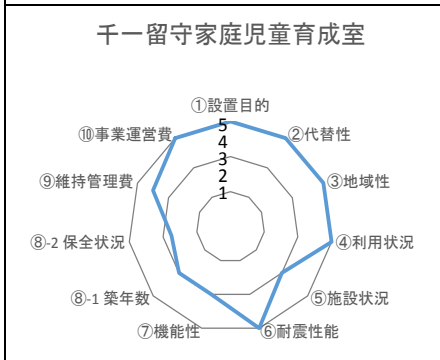 千一留守家庭児童育成室
①設置目的
②代替性
③地域性
④利用状況
⑤施設状況
⑥耐震性能
⑦機能性
⑧-1 築年数
⑧-2 保全状況
⑨維持管理費
⑩事業運営費
5
4
3
2
1